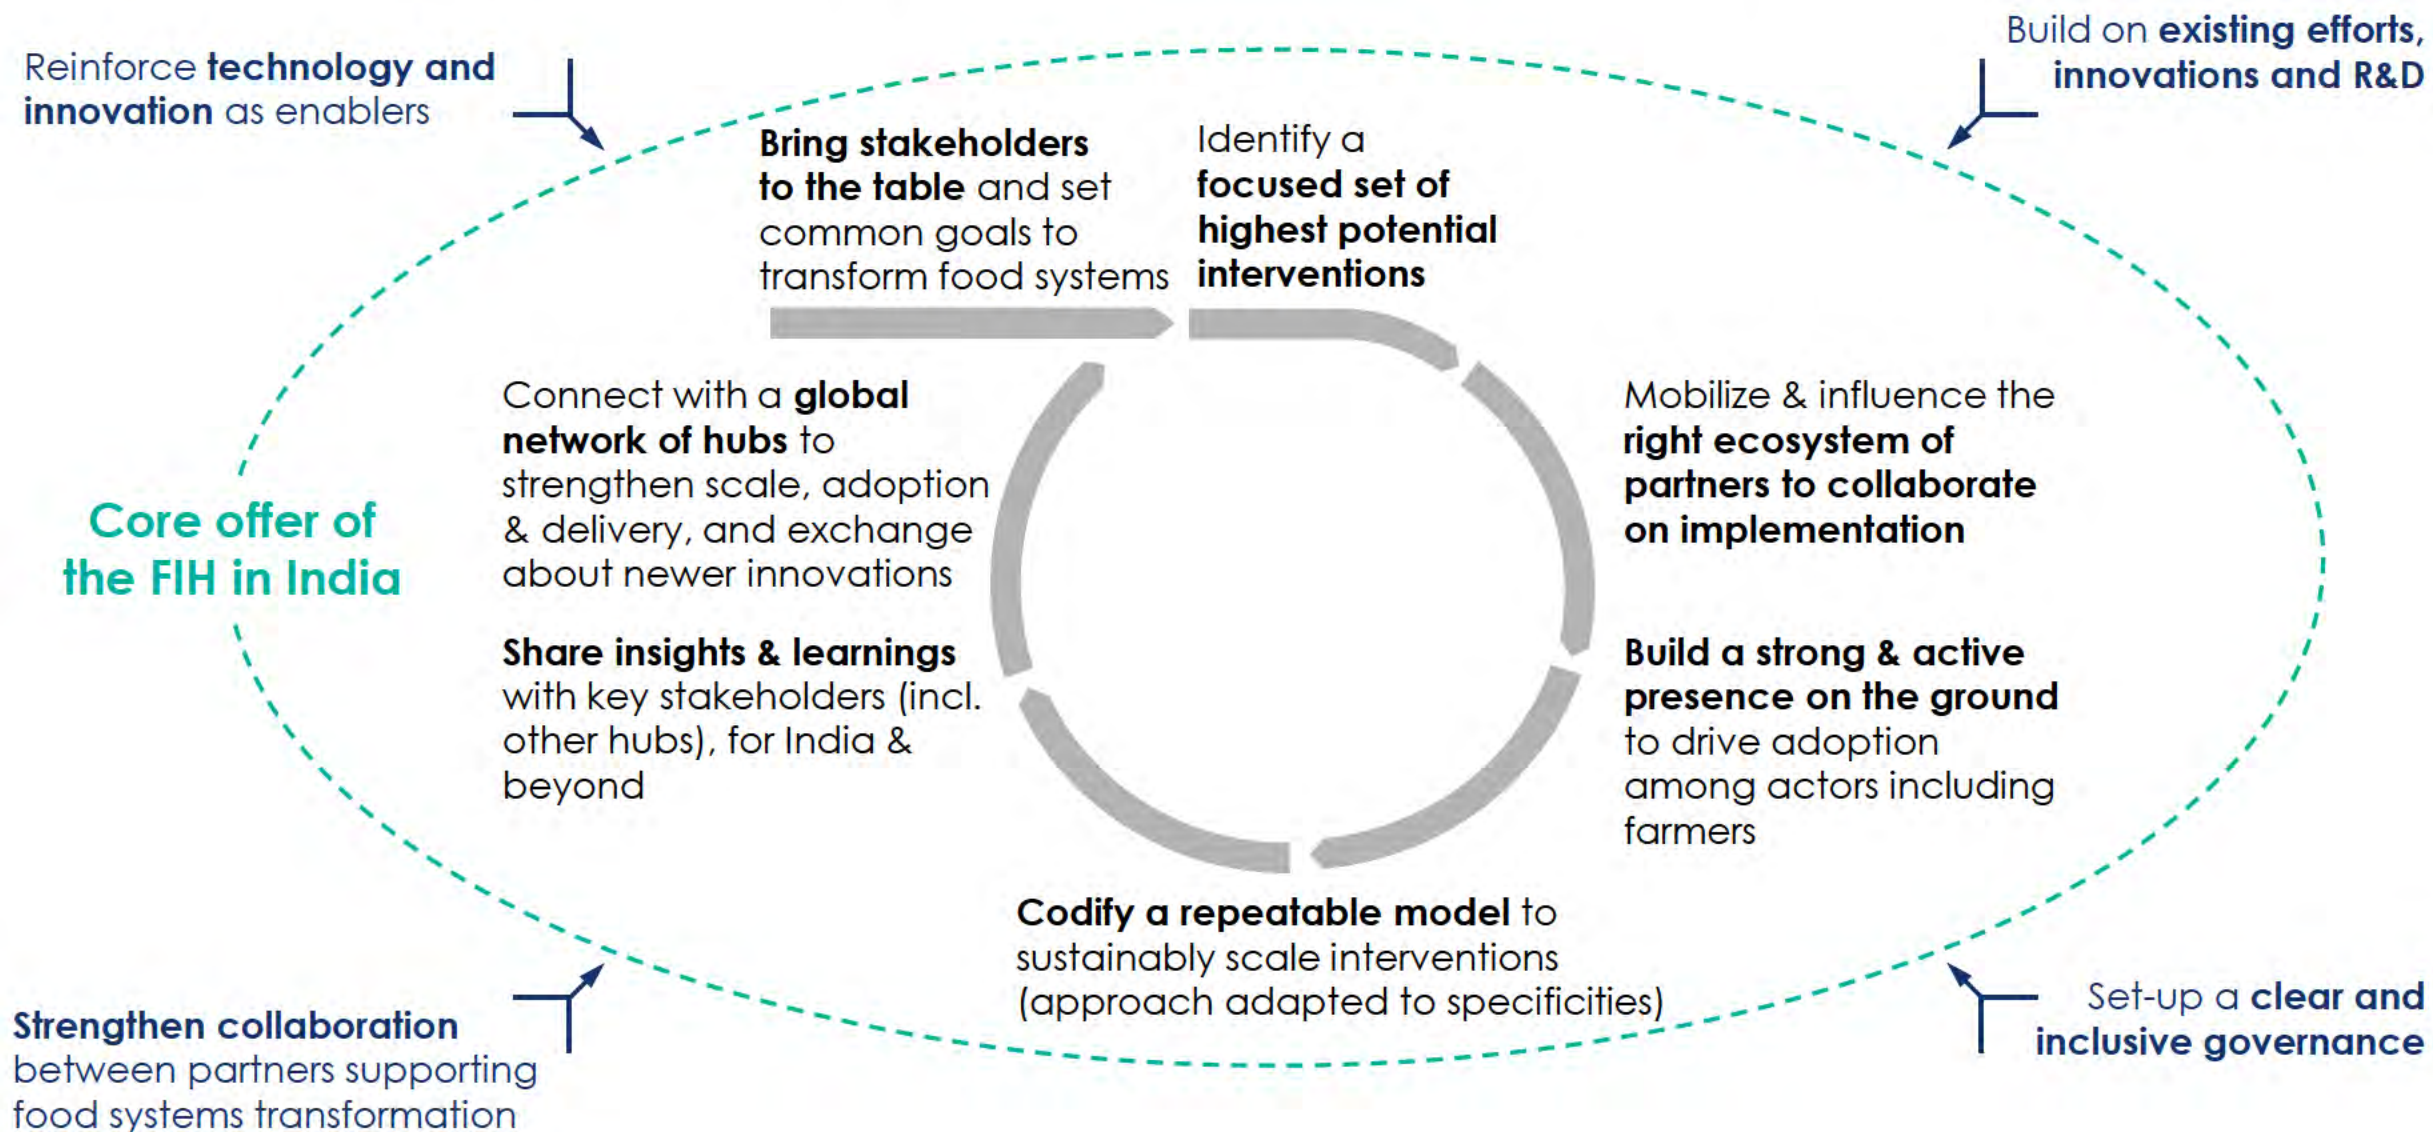 Reinforce technology and
innovation as enablers
Build on existing efforts,
innovations and R&D
Bring stakeholders
to the table and set
common goals to
transform food systems
Identify a
focused set of
highest potential
interventions
Mobilize & influence the
right ecosystem of
partners to collaborate
on implementation
Build a strong & active
presence on the ground
to drive adoption
among actors including
farmers
Codify a repeatable model to
sustainably scale interventions
(approach adapted to specificities)
Share insights & learnings
with key stakeholders (incl.
other hubs), for India &
beyond
Connect with a global
network of hubs to
strengthen scale, adoption
& delivery, and exchange
about newer innovations
Core offer of
the FIH in India
Strengthen collaboration
between partners supporting
food systems transformation
Set-up a clear and
inclusive governance